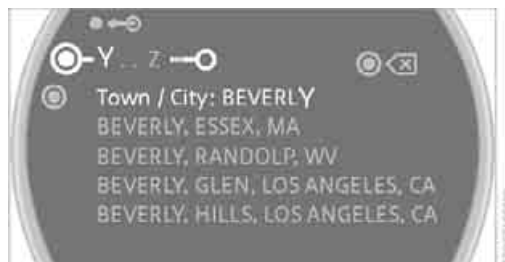 Y . . Z
Town / City: BEVERLY
BEVERLY, ESSEX, MA
BEVERLY, RANDOLP, WV
BEVERLY, GLEN, LOS ANGELES, CA
BEVERLY, HILLS, LOS ANGELES, CA